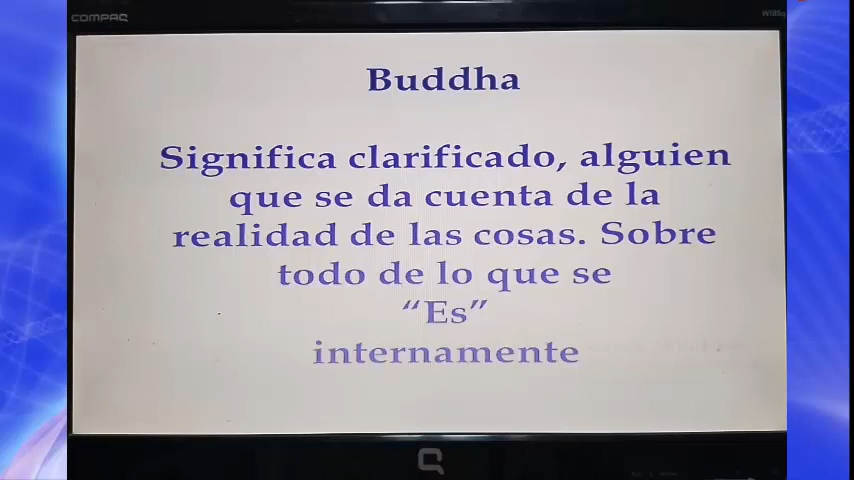 COMPAQ
Buddha
Significa clarificado, alguien
que se da cuenta de la
realidad de las cosas. Sobre
todo de lo que se
“Es”
internamente